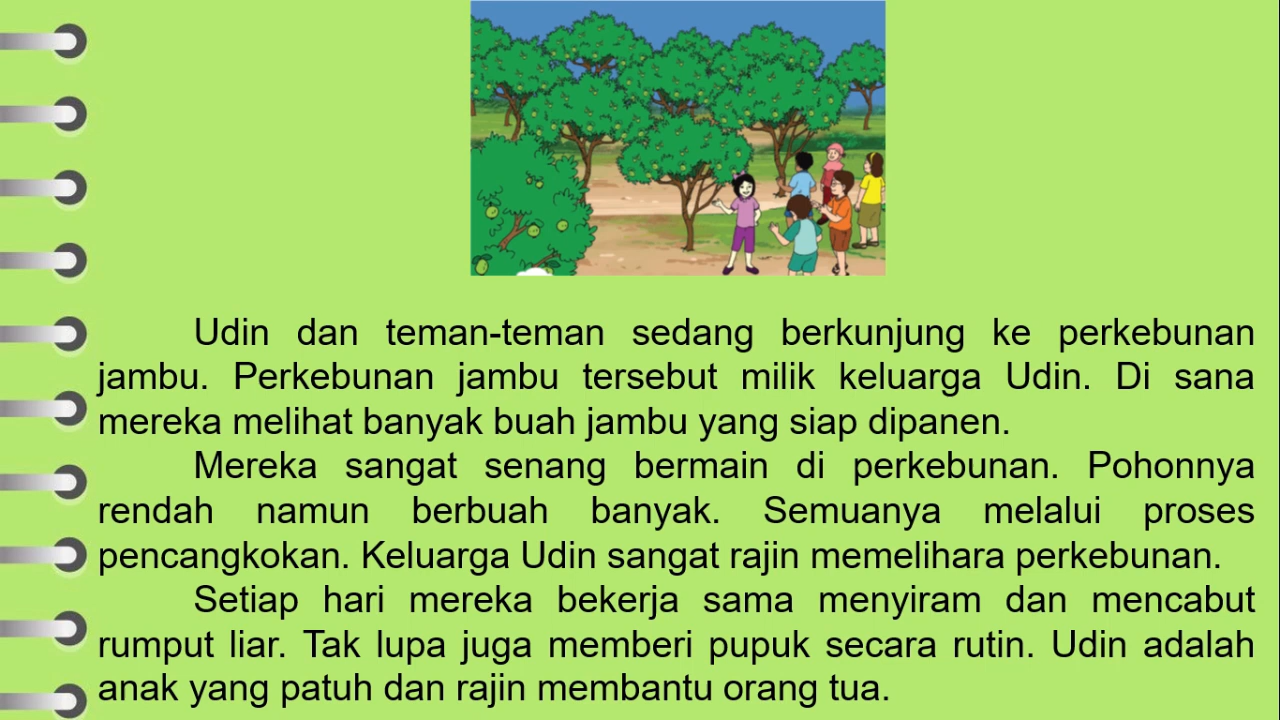 Udin dan teman-teman sedang berkunjung ke perkebunan
jambu. Perkebunan jambu tersebut milik keluarga Udin. Di sana
mereka melihat banyak buah jambu yang siap dipanen.
Mereka sangat senang bermain di perkebunan. Pohonnya
rendah namun berbuah banyak. Semuanya melalui proses
pencangkokan. Keluarga Udin sangat rajin memelihara perkebunan.
Setiap hari mereka bekerja sama menyiram dan mencabut
rumput liar. Tak lupa juga memberi pupuk secara rutin. Udin adalah
anak yang patuh dan rajin membantu orang tua.